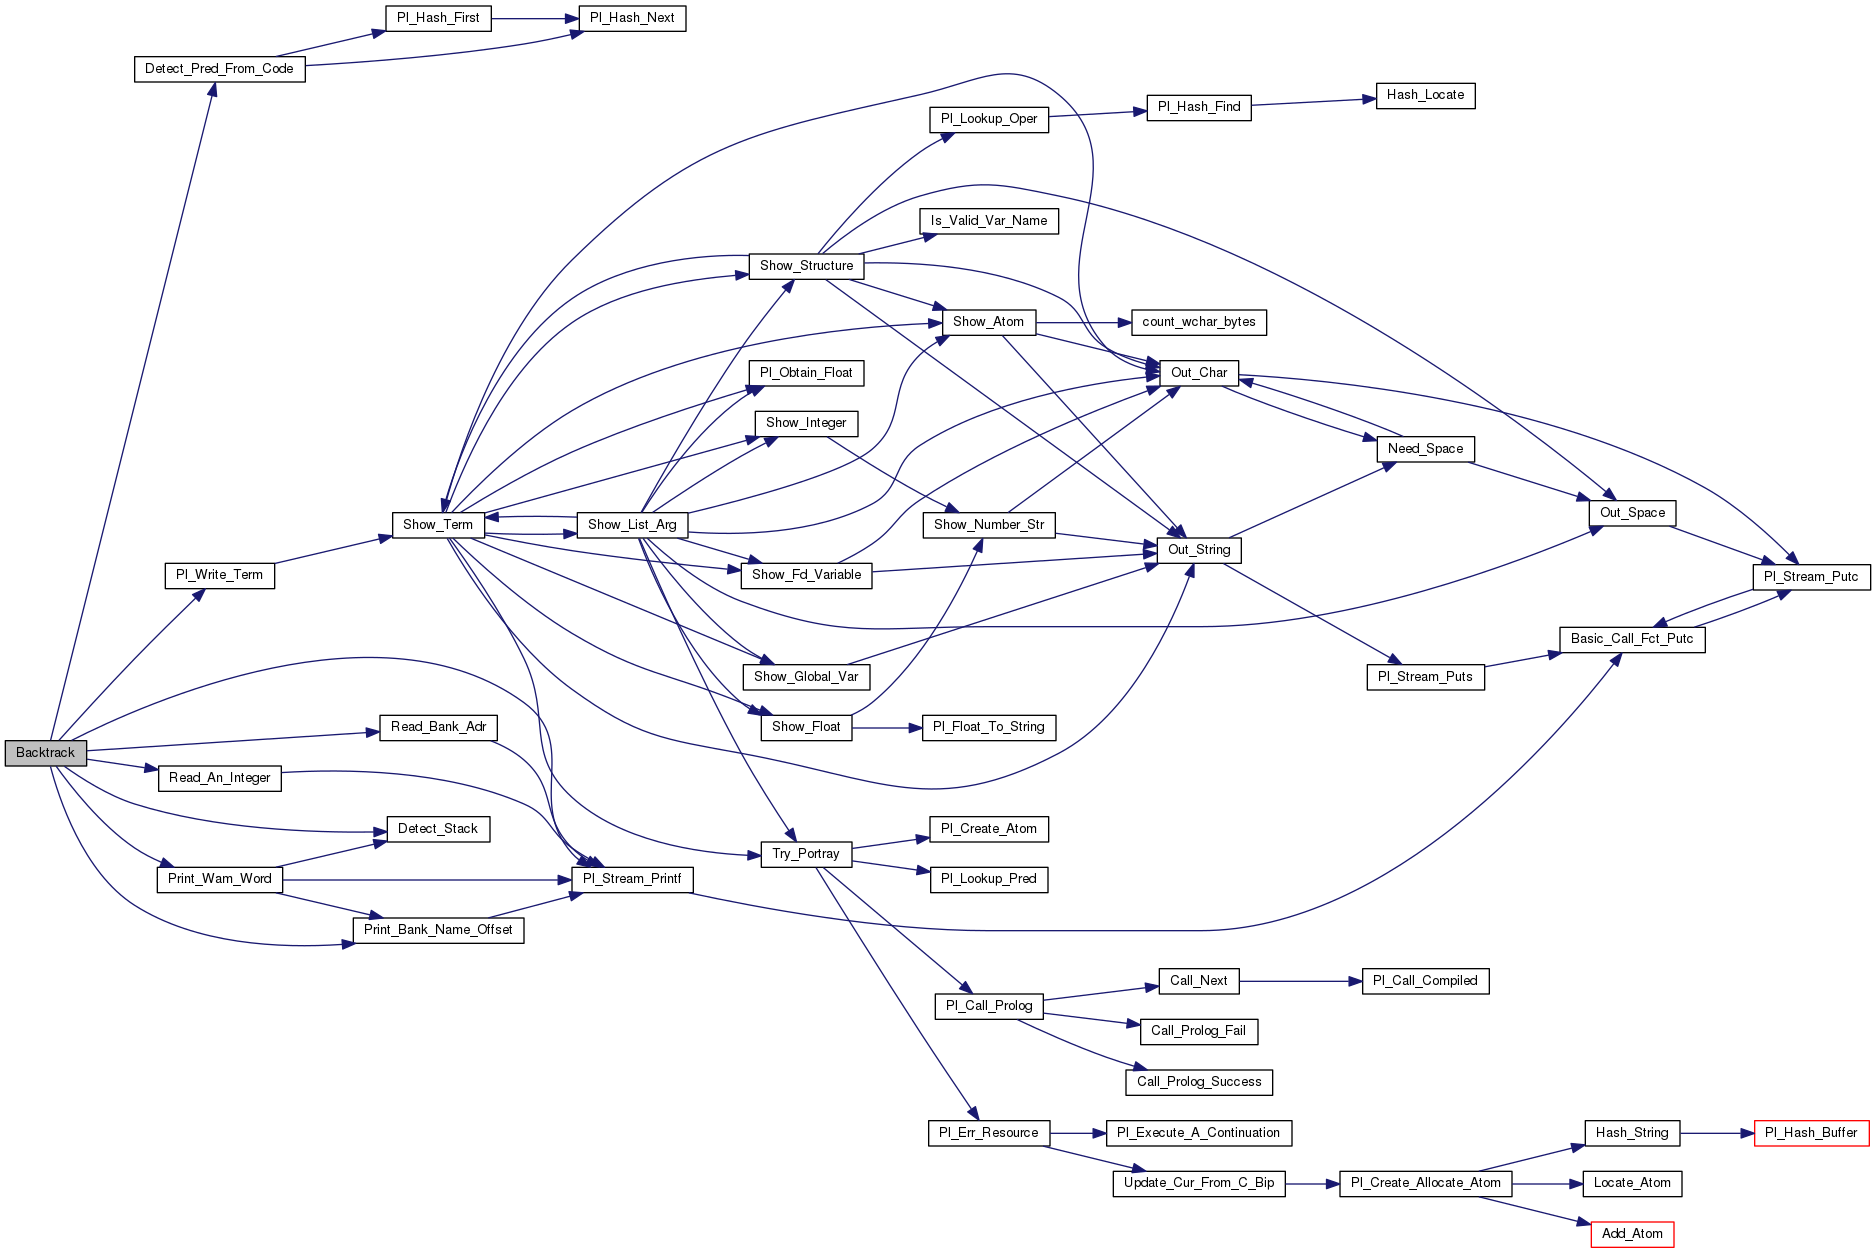 Pl_Hash_First
Pl_Hash_Next
Detect_Pred_From_Code
Hash_Locate
Pl_Hash_Find
Pl_Lookup_Oper
Is_Valid_Var_Name
Show_Structure
Show_Atom
count_wchar_bytes
Pl_Obtain_Float
Out_Char
Show_Integer
Need_Space
Out_Space
Show_Term
Show_List_Arg
Show_Number_Str
Out_String
Pl_Write_Term
Show_Fd_Variable
Pl_Stream_Putc
Basic_Call_Fct_Putc
Show_Global_Var
Pl_Stream_Puts
Read_Bank_Adr
Show_Float
Pl_Float_To_String
Backtrack
Read_An_Integer
Detect_Stack
Pl_Create_Atom
Try_Portray
Print_Wam_Word
Pl_Stream_Printf
Pl_Lookup_Pred
Print_Bank_Name_Offset
Call_Next
Pl_Call_Compiled
Pl_Call_Prolog
Call_Prolog_Fail
Call_Prolog_Success
Pl_Err_Resource
Pl_Execute_A_Continuation
Hash_String
Pl_Hash_Buffer
Update_Cur_From_C_Bip
Pl_Create_Allocate_Atom
Locate_Atom
Add_Atom